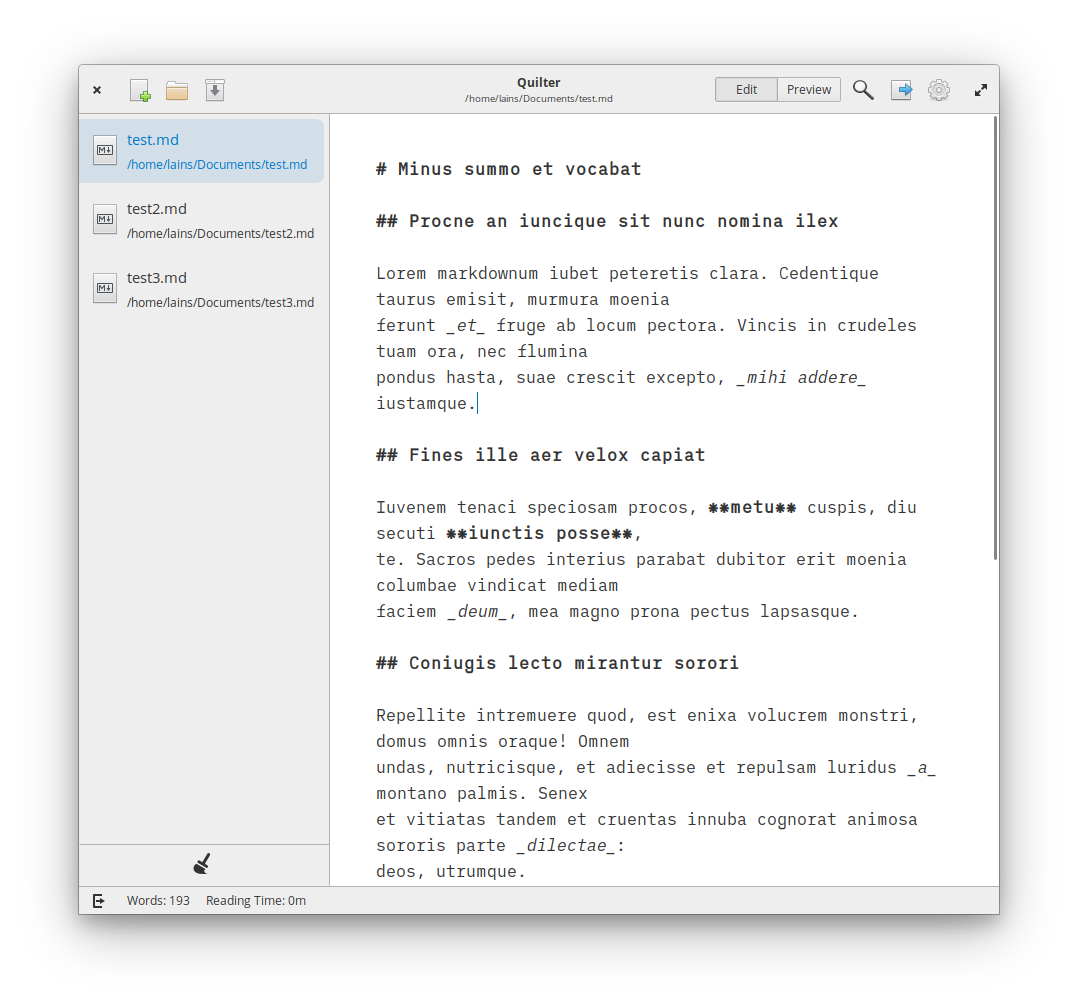 Quilter
/home/lains/Documents/test.md
Edit
Preview
test.md
/home/lains/Documents/test.md
test2.md
/home/lains/Documents/test2.md
test3.md
/home/lains/Documents/test3.md
# Minus summo et vocabat
## Procne an iuncique sit nunc nomina ilex
Lorem markdownum iubet peteretis clara. Cedentique
taurus emisit, murmura moenia
ferunt _et_ fruge ab locum pectora. Vincis in crudeles
tuam ora, nec flumina
pondus hasta, suae crescit excepto, _mihi addere_
iustamque.
## Fines ille aer velox capiat
Iuvenem tenaci speciosam procos, **metu** cuspis, diu
secuti **iunctis posse**,
te. Sacros pedes interius parabat dubitor erit moenia
columbae vindicat mediam
faciem _deum_, mea magno prona pectus lapsasque.
## Coniugis lecto mirantur sorori
Repellite intremuere quod, est enixa volucrem monstri,
domus omnis oraque! Omnem
undas, nutricisque, et adiecisse et repulsam luridus _a_
montano palmis. Senex
et vitiatas tandem et cruentas innuba cognorat animosa
sororis parte _dilectae_:
deos, utrumque.
Words: 193
Reading Time: 0m